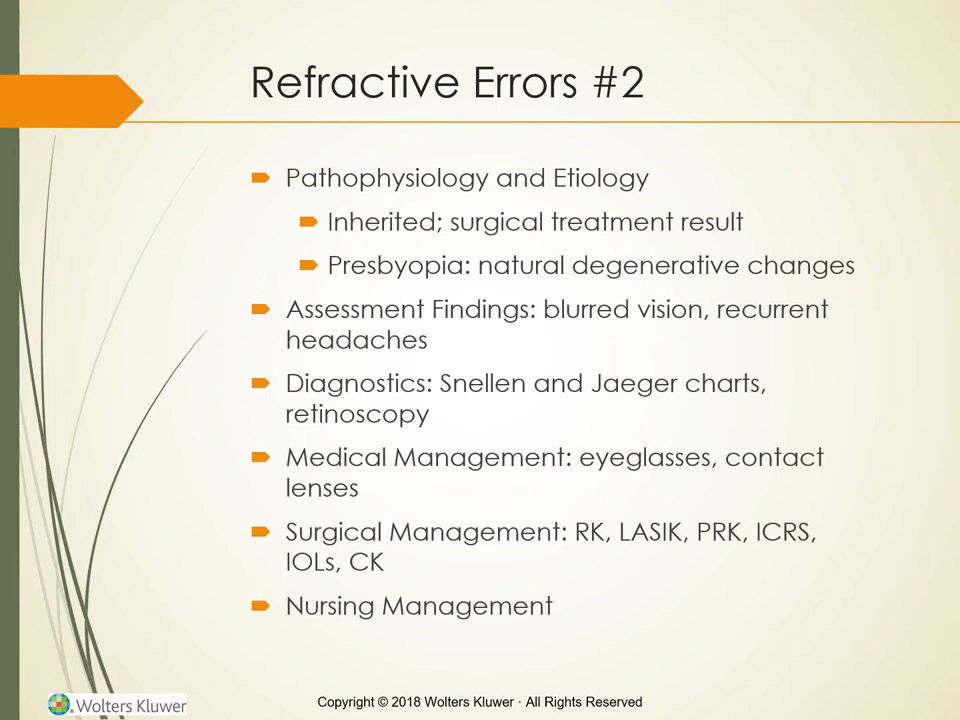 Refractive Errors #2
Pathophysiology and Etiology
Inherited; surgical treatment result
Presbyopia: natural degenerative changes
Assessment Findings: blurred vision, recurrent
headaches
Diagnostics: Snellen and Jaeger charts,
retinoscopy
Medical Management: eyeglasses, contact
lenses
Surgical Management: RK, LASIK, PRK, ICRS,
IOLs, CK
Nursing Management
Wolters Kluwer
Copyright © 2018 Wolters Kluwer · All Rights Reserved